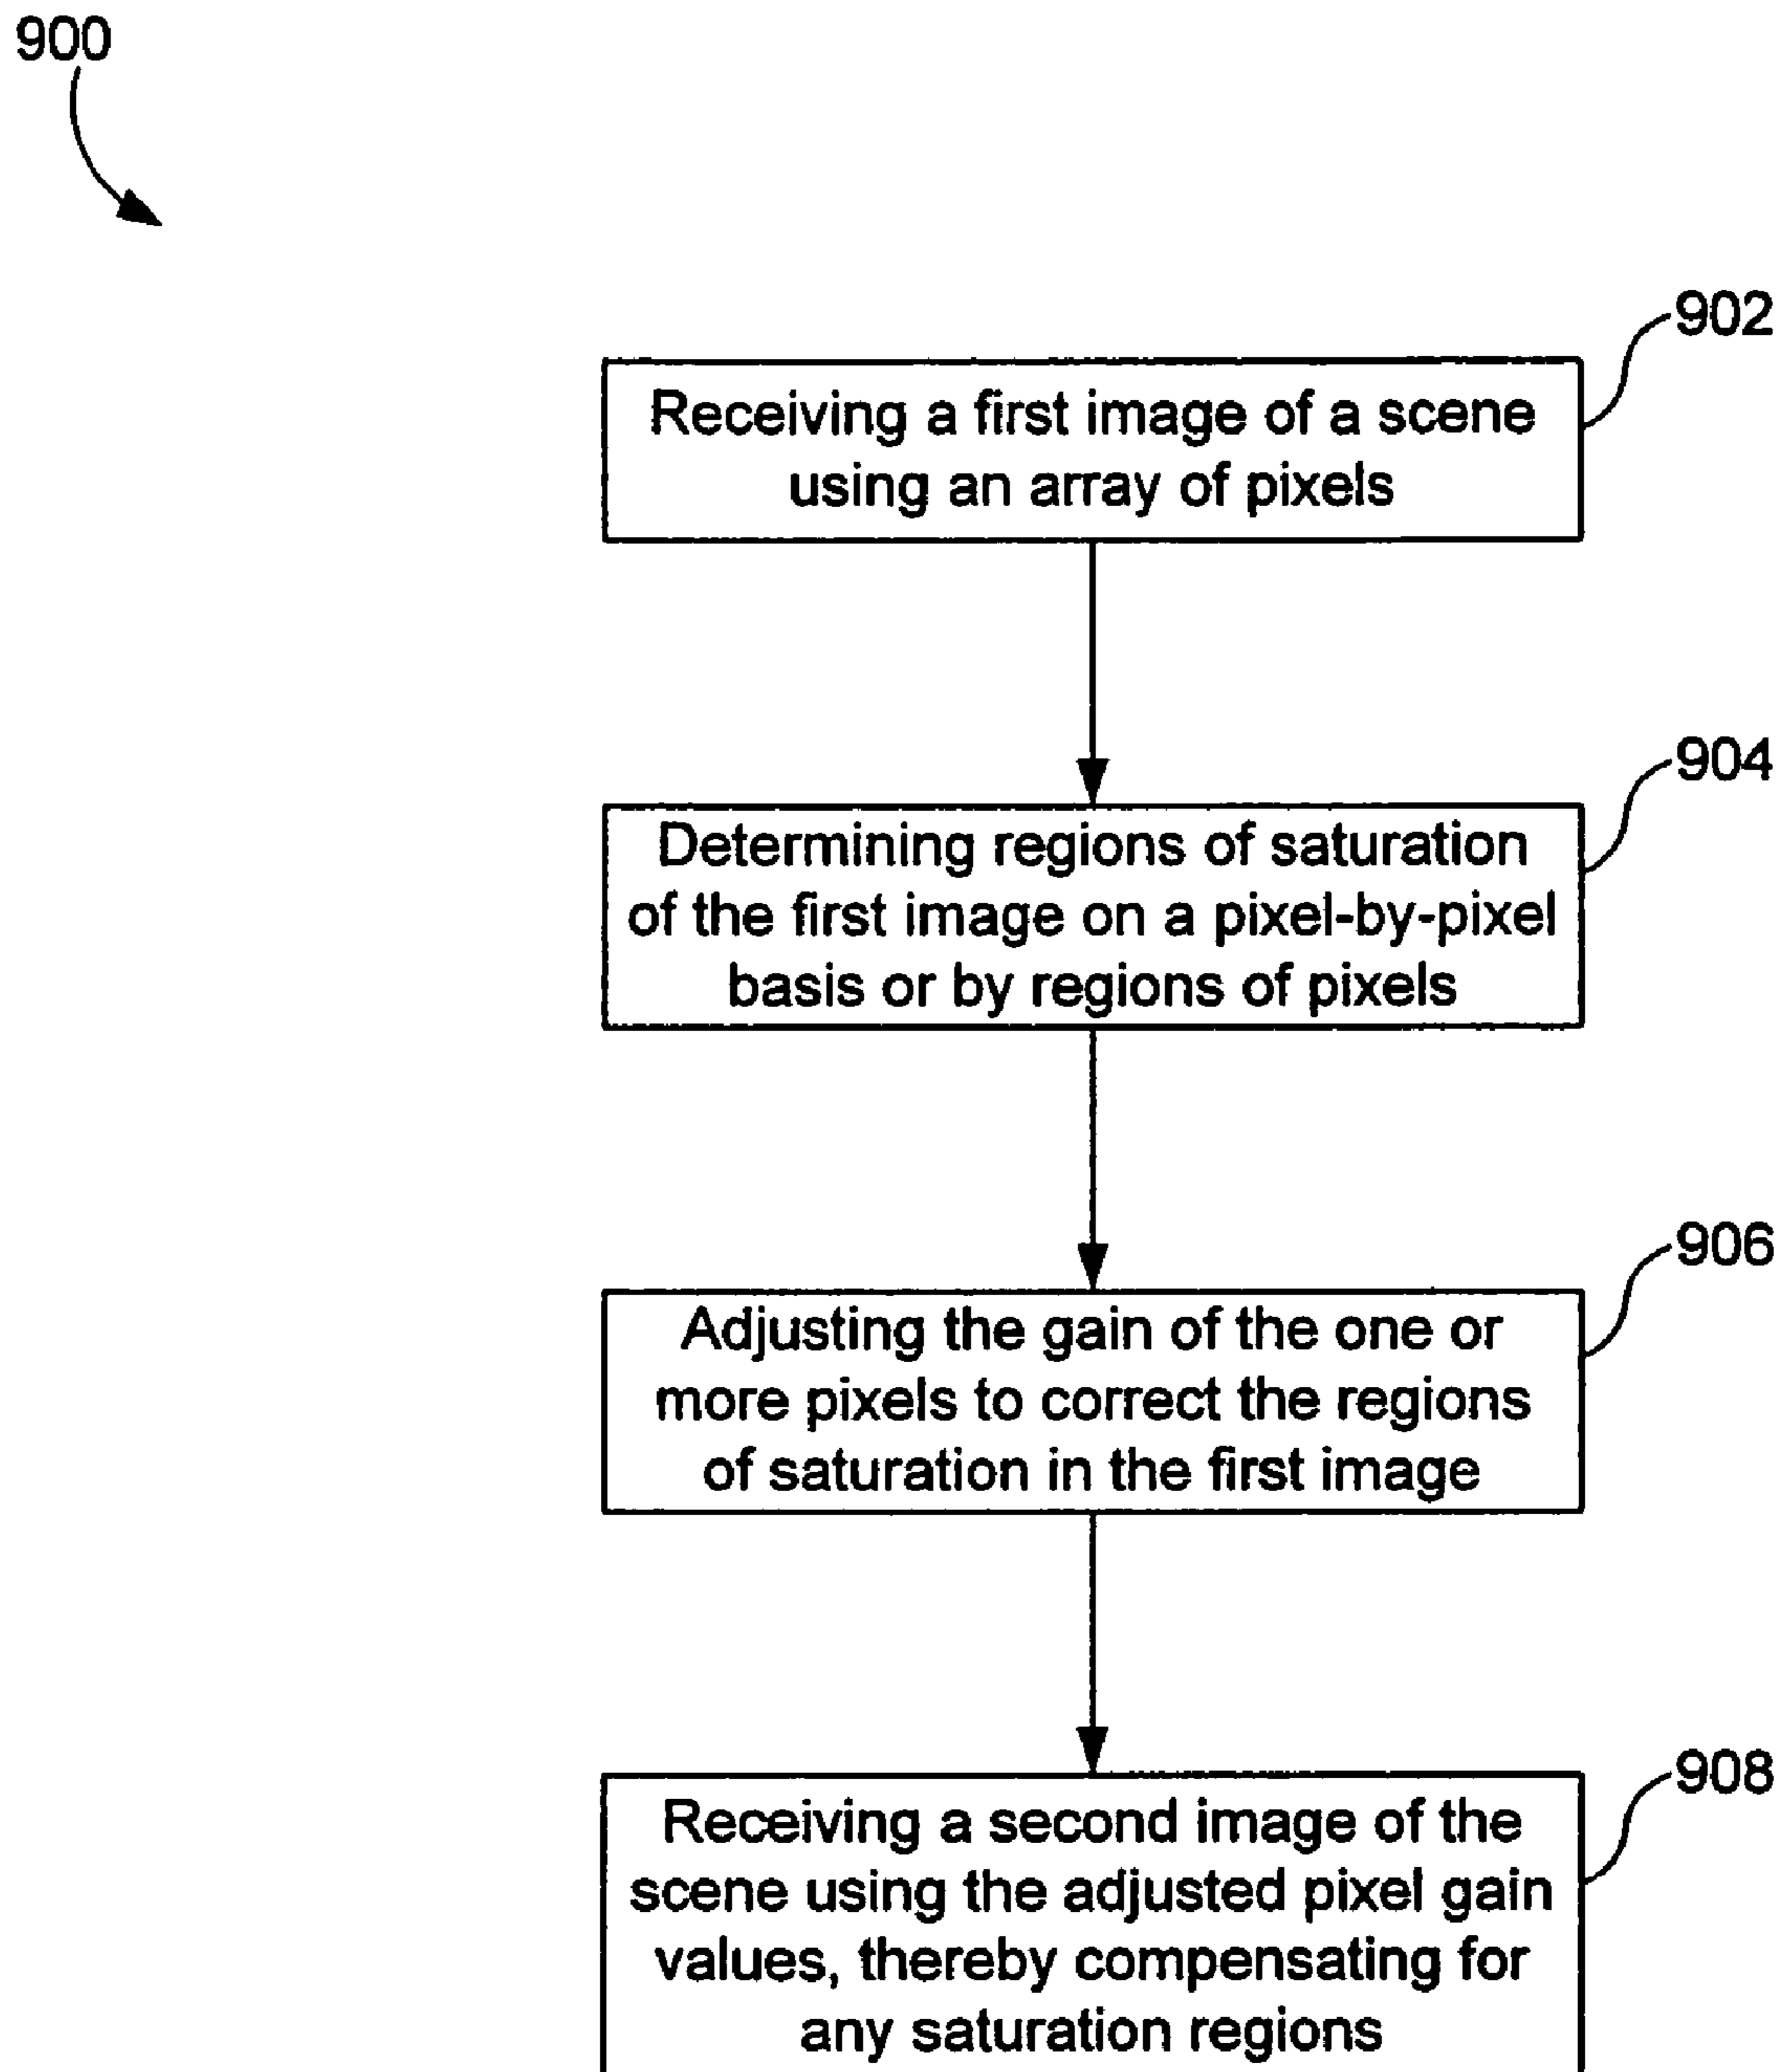 900
902
Receiving a first image of a scene
using an array of pixels
904
Determining regions of saturation
of the first image on a pixel-by-pixel
basis or by regions of pixels
906
Adjusting the gain of the one or
more pixels to correct the regions
of saturation in the first image
908
Receiving a second image of the
scene using the adjusted pixel gain
values, thereby compensating for
any saturation regions